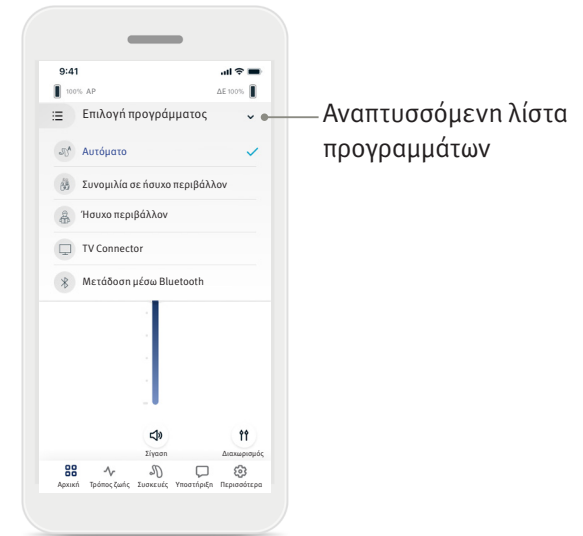 9:41
100% ΑΡ ΔΕ 100%
Επιλογή προγράμματος
Αυτόματο
Συνομιλία σε ήσυχο περιβάλλον
Ήσυχο περιβάλλον
TV Connector
Μετάδοση μέσω Bluetooth
Σίγαση Διαχωρισμός
Αρχική Τρόπος ζωής Συσκευές Υποστήριξη Περισσότερα
Αναπτυσσόμενη λίστα
προγραμμάτων